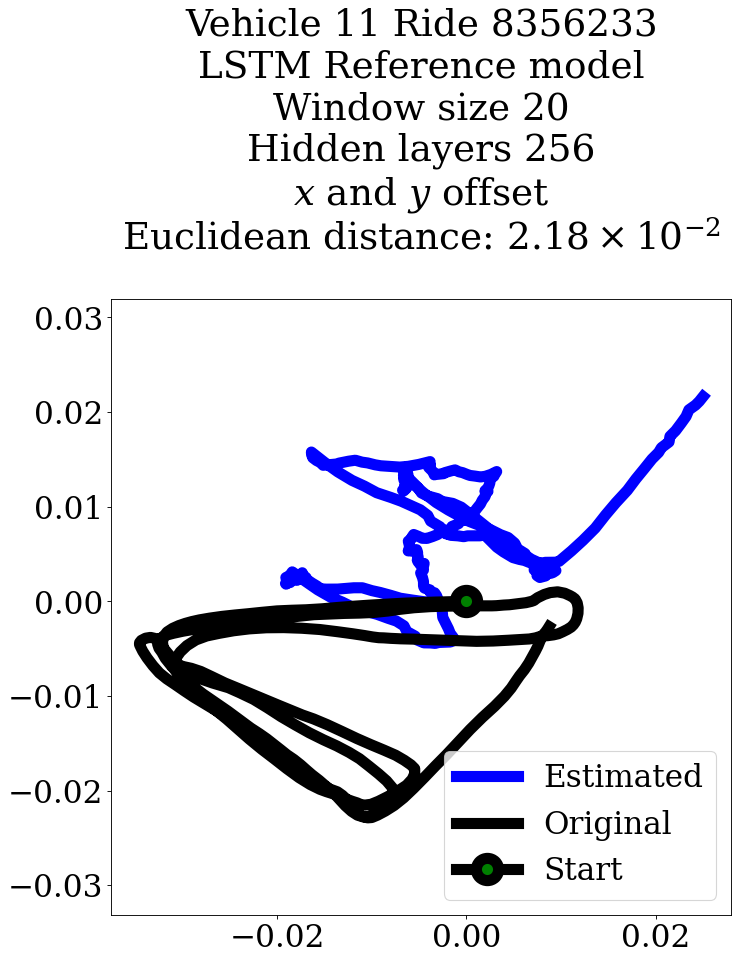 Vehicle 11 Ride 8356233
LSTM Reference model
Window size 20
Hidden layers 256
x and y offset
Euclidean distance: 2.18 × 10⁻²
0.03
0.02
0.01
0.00
−0.01
−0.02
−0.03
Estimated
Original
Start
−0.02 0.00 0.02